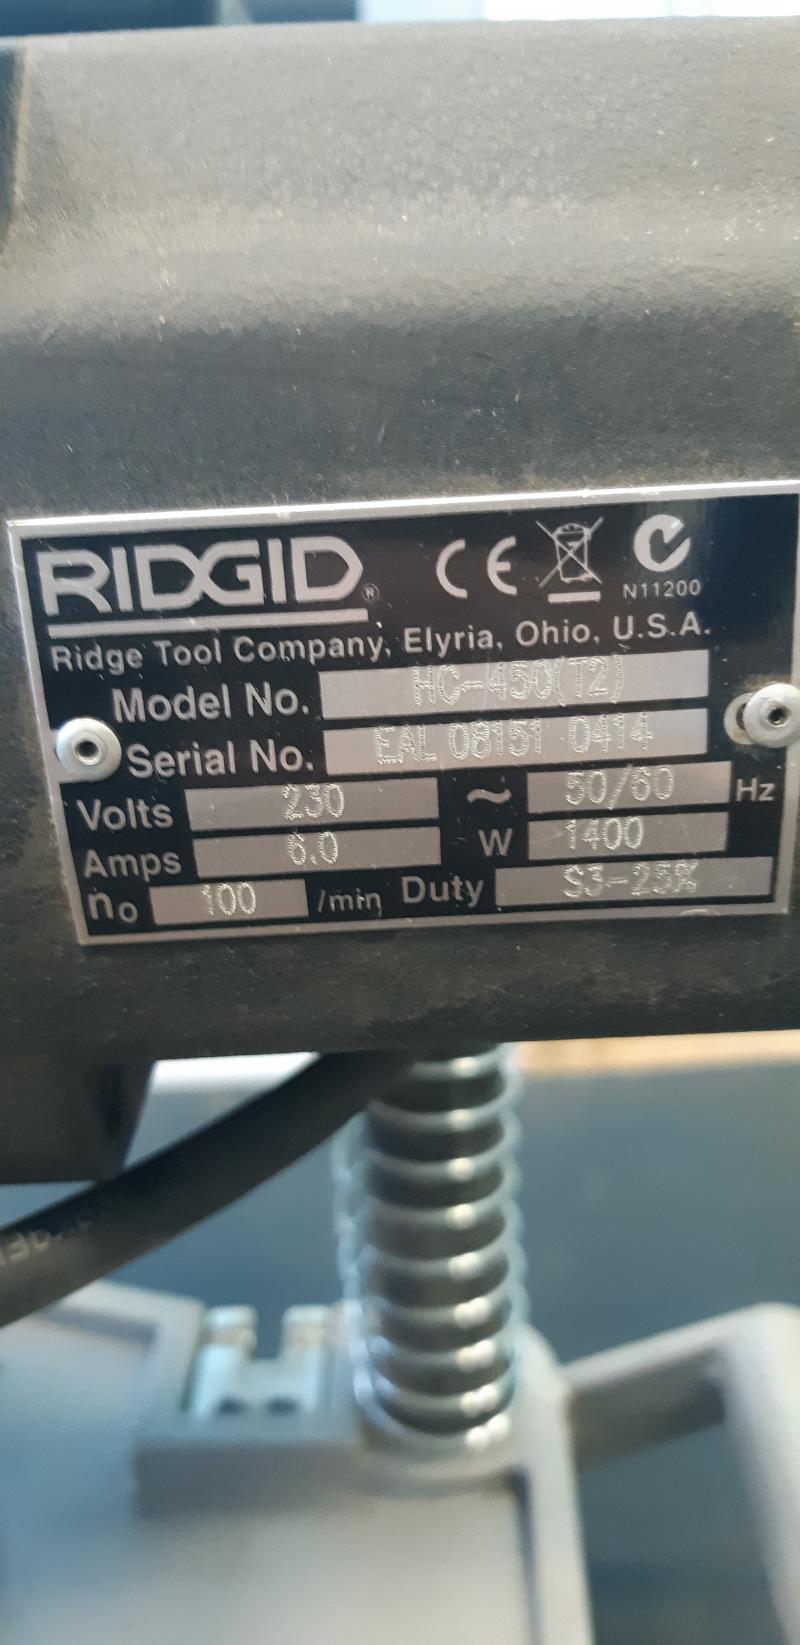 RIDGID®
CE
N11200
Ridge Tool Company, Elyria, Ohio, U.S.A.
Model No. HC-450(T2)
Serial No. EAL 08151 0414
Volts 230 ~ 50/60 Hz
Amps 6.0 W 1400
no 100 /min Duty S3-25%